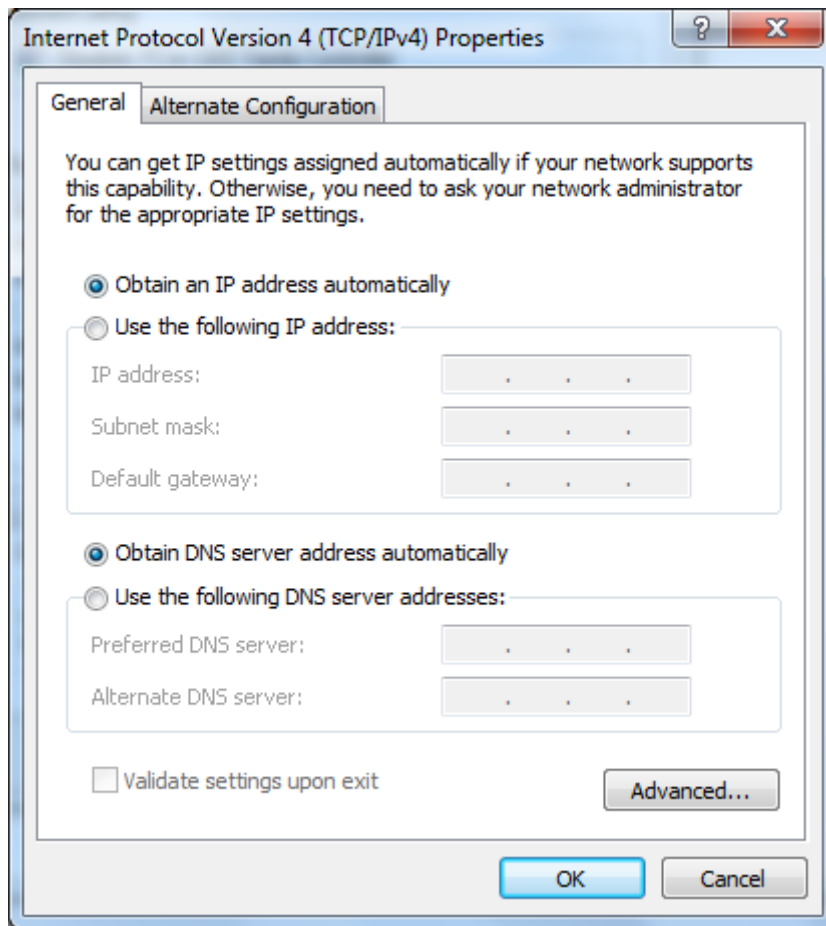 Internet Protocol Version 4 (TCP/IPv4) Properties
General
Alternate Configuration
You can get IP settings assigned automatically if your network supports
this capability. Otherwise, you need to ask your network administrator
for the appropriate IP settings.
Obtain an IP address automatically
Use the following IP address:
IP address: . . .
Subnet mask: . . .
Default gateway: . . .
Obtain DNS server address automatically
Use the following DNS server addresses:
Preferred DNS server: . . .
Alternate DNS server: . . .
Validate settings upon exit
Advanced...
OK
Cancel